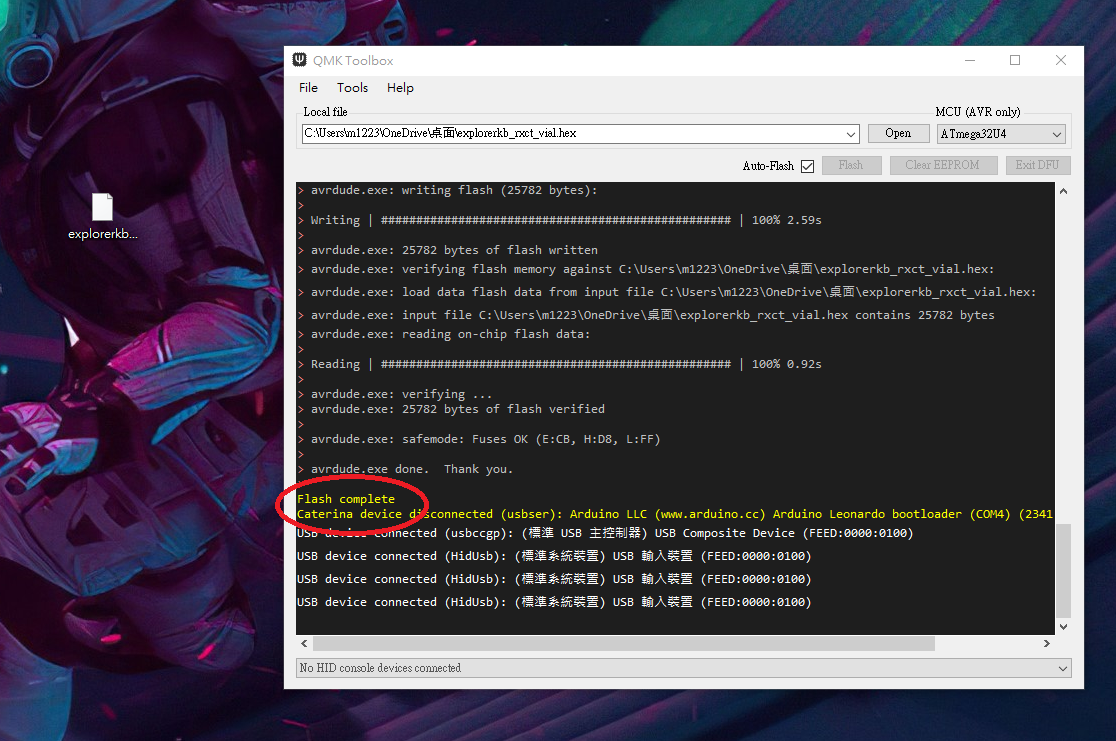 QMK Toolbox
File Tools Help
Local file
MCU (AVR only)
C:\Users\m1223\OneDrive\桌面\explorerkb_rxct_vial.hex
Open
ATmega32U4
Auto-Flash
Flash
Clear EEPROM
Exit DFU
explorerkb...
> avrdude.exe: writing flash (25782 bytes):
>
> Writing | ################################################## | 100% 2.59s
>
> avrdude.exe: 25782 bytes of flash written
> avrdude.exe: verifying flash memory against C:\Users\m1223\OneDrive\桌面\explorerkb_rxct_vial.hex:
> avrdude.exe: load data flash data from input file C:\Users\m1223\OneDrive\桌面\explorerkb_rxct_vial.hex:
> avrdude.exe: input file C:\Users\m1223\OneDrive\桌面\explorerkb_rxct_vial.hex contains 25782 bytes
> avrdude.exe: reading on-chip flash data:
>
> Reading | ################################################## | 100% 0.92s
>
> avrdude.exe: verifying ...
> avrdude.exe: 25782 bytes of flash verified
>
> avrdude.exe: safemode: Fuses OK (E:CB, H:D8, L:FF)
>
> avrdude.exe done.  Thank you.
Flash complete
Caterina device disconnected (usbser): Arduino LLC (www.arduino.cc) Arduino Leonardo bootloader (COM4) (2341
USB device connected (usbccgp): (標準 USB 主控制器) USB Composite Device (FEED:0000:0100)
USB device connected (HidUsb): (標準系統裝置) USB 輸入裝置 (FEED:0000:0100)
USB device connected (HidUsb): (標準系統裝置) USB 輸入裝置 (FEED:0000:0100)
USB device connected (HidUsb): (標準系統裝置) USB 輸入裝置 (FEED:0000:0100)
No HID console devices connected